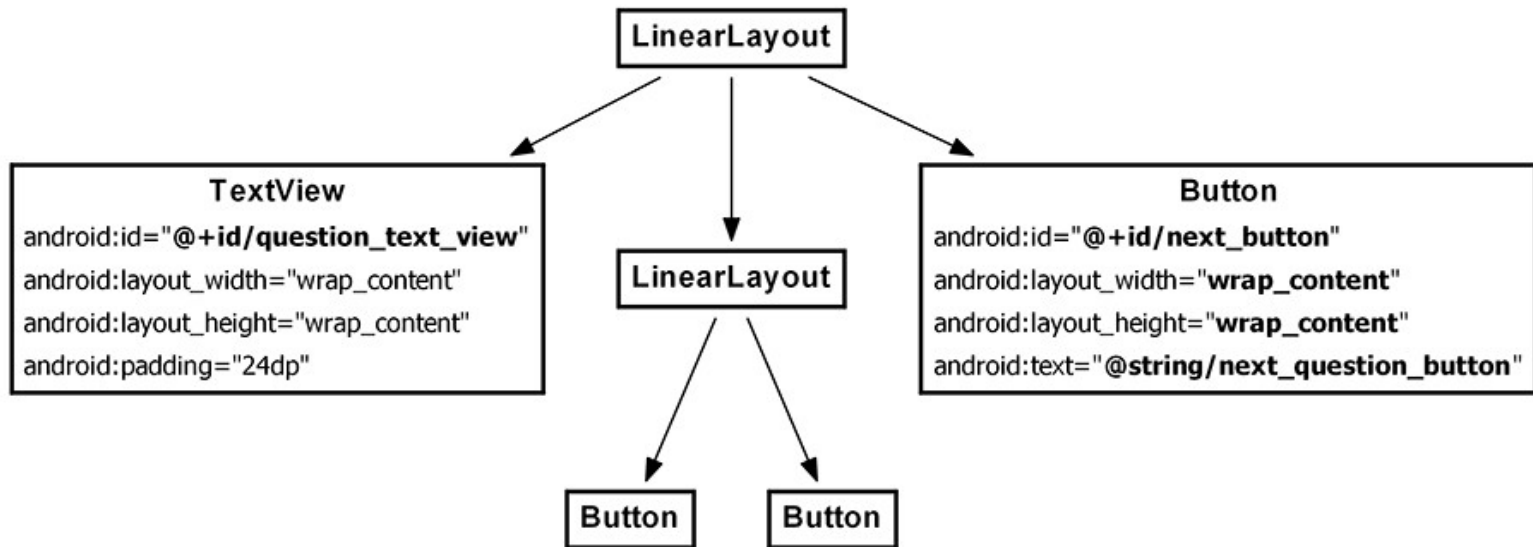 LinearLayout
TextView
android:id="@+id/question_text_view"
android:layout_width="wrap_content"
android:layout_height="wrap_content"
android:padding="24dp"
LinearLayout
Button
android:id="@+id/next_button"
android:layout_width="wrap_content"
android:layout_height="wrap_content"
android:text="@string/next_question_button"
Button
Button